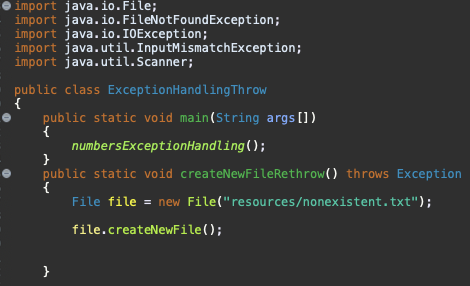 import java.io.File;
import java.io.FileNotFoundException;
import java.io.IOException;
import java.util.InputMismatchException;
import java.util.Scanner;
public class ExceptionHandlingThrow
{
public static void main(String args[])
{
numbersExceptionHandling();
}
public static void createNewFileRethrow() throws Exception
{
File file = new File("resources/nonexistent.txt");
file.createNewFile();
}